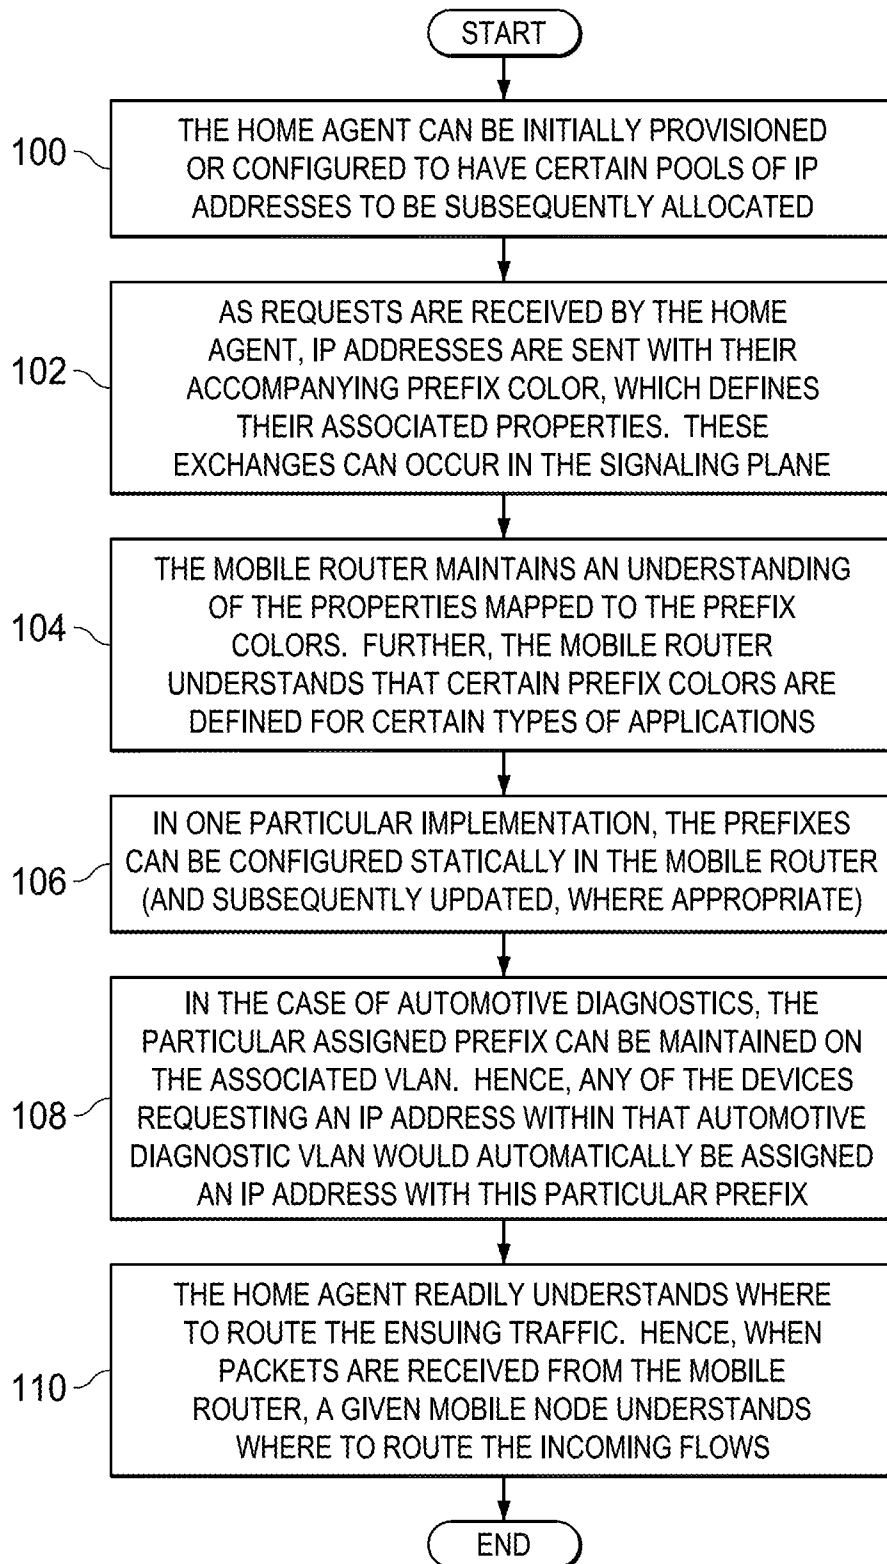 START
100
THE HOME AGENT CAN BE INITIALLY PROVISIONED
OR CONFIGURED TO HAVE CERTAIN POOLS OF IP
ADDRESSES TO BE SUBSEQUENTLY ALLOCATED
102
AS REQUESTS ARE RECEIVED BY THE HOME
AGENT, IP ADDRESSES ARE SENT WITH THEIR
ACCOMPANYING PREFIX COLOR, WHICH DEFINES
THEIR ASSOCIATED PROPERTIES. THESE
EXCHANGES CAN OCCUR IN THE SIGNALING PLANE
104
THE MOBILE ROUTER MAINTAINS AN UNDERSTANDING
OF THE PROPERTIES MAPPED TO THE PREFIX
COLORS. FURTHER, THE MOBILE ROUTER
UNDERSTANDS THAT CERTAIN PREFIX COLORS ARE
DEFINED FOR CERTAIN TYPES OF APPLICATIONS
106
IN ONE PARTICULAR IMPLEMENTATION, THE PREFIXES
CAN BE CONFIGURED STATICALLY IN THE MOBILE ROUTER
(AND SUBSEQUENTLY UPDATED, WHERE APPROPRIATE)
108
IN THE CASE OF AUTOMOTIVE DIAGNOSTICS, THE
PARTICULAR ASSIGNED PREFIX CAN BE MAINTAINED ON
THE ASSOCIATED VLAN. HENCE, ANY OF THE DEVICES
REQUESTING AN IP ADDRESS WITHIN THAT AUTOMOTIVE
DIAGNOSTIC VLAN WOULD AUTOMATICALLY BE ASSIGNED
AN IP ADDRESS WITH THIS PARTICULAR PREFIX
110
THE HOME AGENT READILY UNDERSTANDS WHERE
TO ROUTE THE ENSUING TRAFFIC. HENCE, WHEN
PACKETS ARE RECEIVED FROM THE MOBILE
ROUTER, A GIVEN MOBILE NODE UNDERSTANDS
WHERE TO ROUTE THE INCOMING FLOWS
END